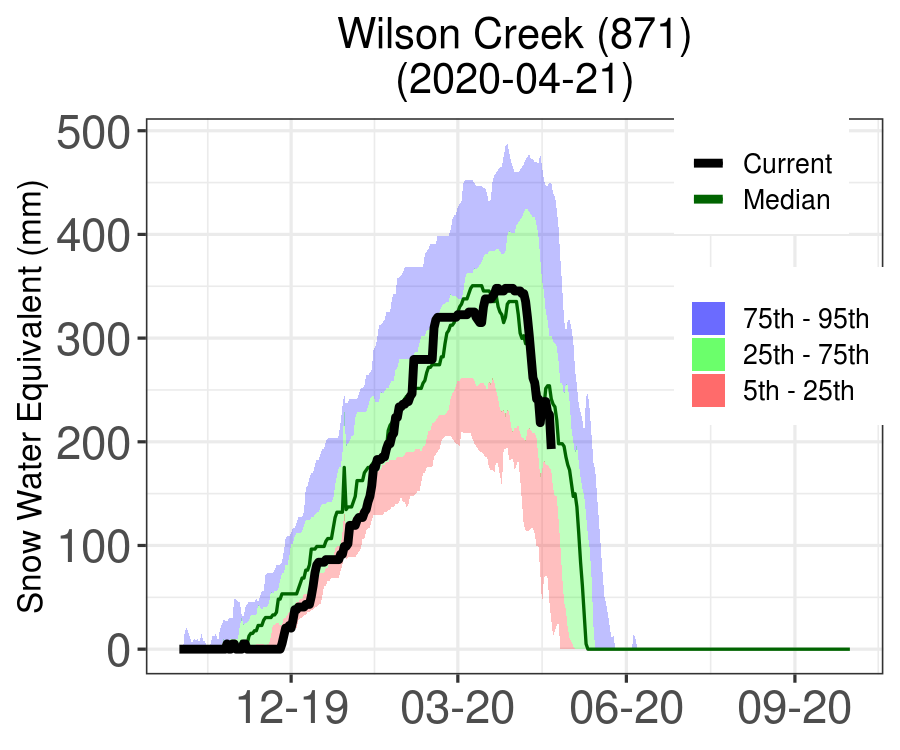 Wilson Creek (871)
(2020-04-21)
Snow Water Equivalent (mm)
500
400
300
200
100
0
12-19
03-20
06-20
09-20
Current
Median
75th - 95th
25th - 75th
5th - 25th